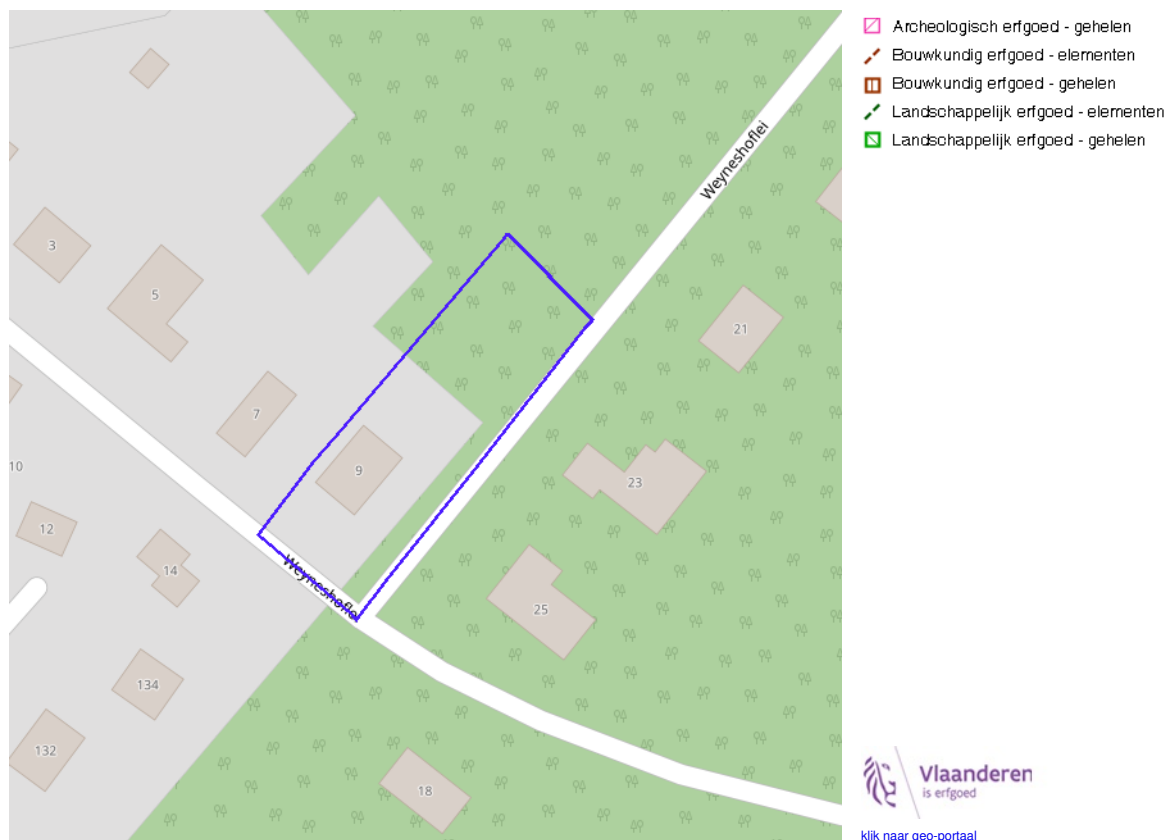 Archeologisch erfgoed - gehelen
Bouwkundig erfgoed - elementen
Bouwkundig erfgoed - gehelen
Landschappelijk erfgoed - elementen
Landschappelijk erfgoed - gehelen
Weyneshoflei
3
5
21
7
9
23
10
12
14
Weyneshofle
25
134
132
18
Vlaanderen
is erfgoed
klik naar geo-portaal